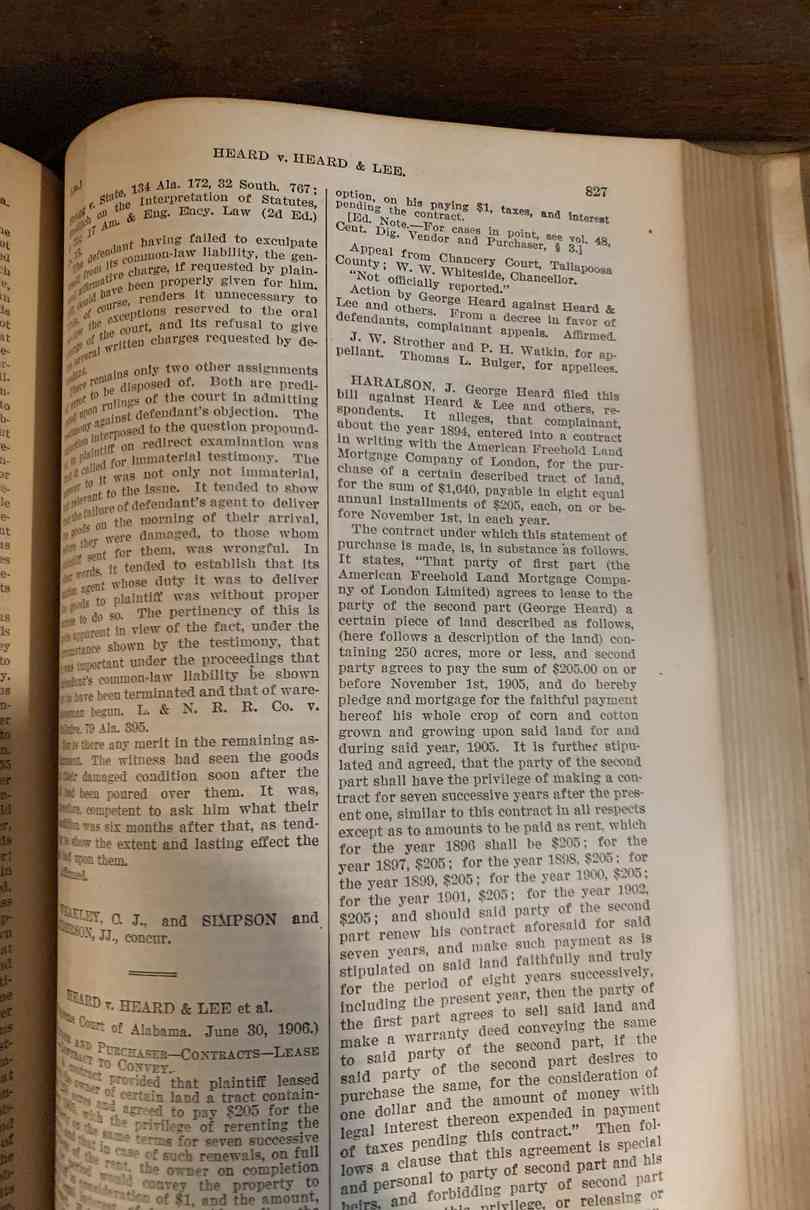 HEARD v. HEARD & LEE.
827
v. State, 134 Ala. 172, 32 South. 767;
on the Interpretation of Statutes,
17 Am. & Eng. Ency. Law (2d Ed.)
defendant having failed to exculpate
from its common-law liability, the gen-
affirmative charge, if requested by plain-
could have been properly given for him.
of course, renders it unnecessary to
the exceptions reserved to the oral
of the court, and its refusal to give
several written charges requested by de-
There remains only two other assignments
to be disposed of. Both are predi-
upon rulings of the court in admitting
against defendant's objection. The
interposed to the question propound-
plaintiff on redirect examination was
it called for immaterial testimony. The
to it was not only not immaterial,
relevant to the issue. It tended to show
the failure of defendant's agent to deliver
goods on the morning of their arrival,
they were damaged, to those whom
sent for them, was wrongful. In
words, it tended to establish that its
agent whose duty it was to deliver
goods to plaintiff was without proper
to do so. The pertinency of this is
apparent in view of the fact, under the
shown by the testimony, that
was important under the proceedings that
common-law liability be shown
to have been terminated and that of ware-
begun. L. & N. R. R. Co. v.
79 Ala. 395.
is there any merit in the remaining as-
The witness had seen the goods
their damaged condition soon after the
had been poured over them. It was,
competent to ask him what their
was six months after that, as tend-
to show the extent and lasting effect the
had upon them.
C. J., and SIMPSON and
JJ., concur.
HEARD v. HEARD & LEE et al.
Court of Alabama. June 30, 1906.)
AND PURCHASER—CONTRACTS—LEASE
TO CONVEY.
contract provided that plaintiff leased
owner of certain land a tract contain-
and agreed to pay $205 for the
with the privilege of rerenting the
the same terms for seven successive
that in case of such renewals, on full
of the rent, the owner on completion
would convey the property to
consideration of $1, and the amount,
option, on his paying $1, taxes, and interest
pending the contract.
[Ed. Note.—For cases in point, see vol. 48,
Cent. Dig. Vendor and Purchaser, § 3.]
Appeal from Chancery Court, Tallapoosa
County; W. W. Whiteside, Chancellor.
"Not officially reported."
Action by George Heard against Heard &
Lee and others. From a decree in favor of
defendants, complainant appeals. Affirmed.
J. W. Strother and P. H. Watkin, for ap-
pellant. Thomas L. Bulger, for appellees.
HARALSON, J. George Heard filed this
bill against Heard & Lee and others, re-
spondents. It alleges, that complainant,
about the year 1894, entered into a contract
in writing with the American Freehold Land
Mortgage Company of London, for the pur-
chase of a certain described tract of land,
for the sum of $1,640, payable in eight equal
annual installments of $205, each, on or be-
fore November 1st, in each year.
The contract under which this statement of
purchase is made, is, in substance as follows.
It states, "That party of first part (the
American Freehold Land Mortgage Compa-
ny of London Limited) agrees to lease to the
party of the second part (George Heard) a
certain piece of land described as follows,
(here follows a description of the land) con-
taining 250 acres, more or less, and second
party agrees to pay the sum of $205.00 on or
before November 1st, 1905, and do hereby
pledge and mortgage for the faithful payment
hereof his whole crop of corn and cotton
grown and growing upon said land for and
during said year, 1905. It is further stipu-
lated and agreed, that the party of the second
part shall have the privilege of making a con-
tract for seven successive years after the pres-
ent one, similar to this contract in all respects
except as to amounts to be paid as rent, which
for the year 1896 shall be $205; for the
year 1897, $205; for the year 1898, $205; for
the year 1899, $205; for the year 1900, $205;
for the year 1901, $205; for the year 1902,
$205; and should said party of the second
part renew his contract aforesaid for said
seven years, and make such payment as is
stipulated on said land faithfully and truly
for the period of eight years successively,
including the present year, then the party of
the first part agrees to sell said land and
make a warranty deed conveying the same
to said party of the second part, if the
said party of the second part desires to
purchase the same, for the consideration of
one dollar and the amount of money with
legal interest thereon expended in payment
of taxes pending this contract." Then fol-
lows a clause that this agreement is special
and personal to party of second part and his
heirs, and forbidding party of second part
this privilege, or releasing or